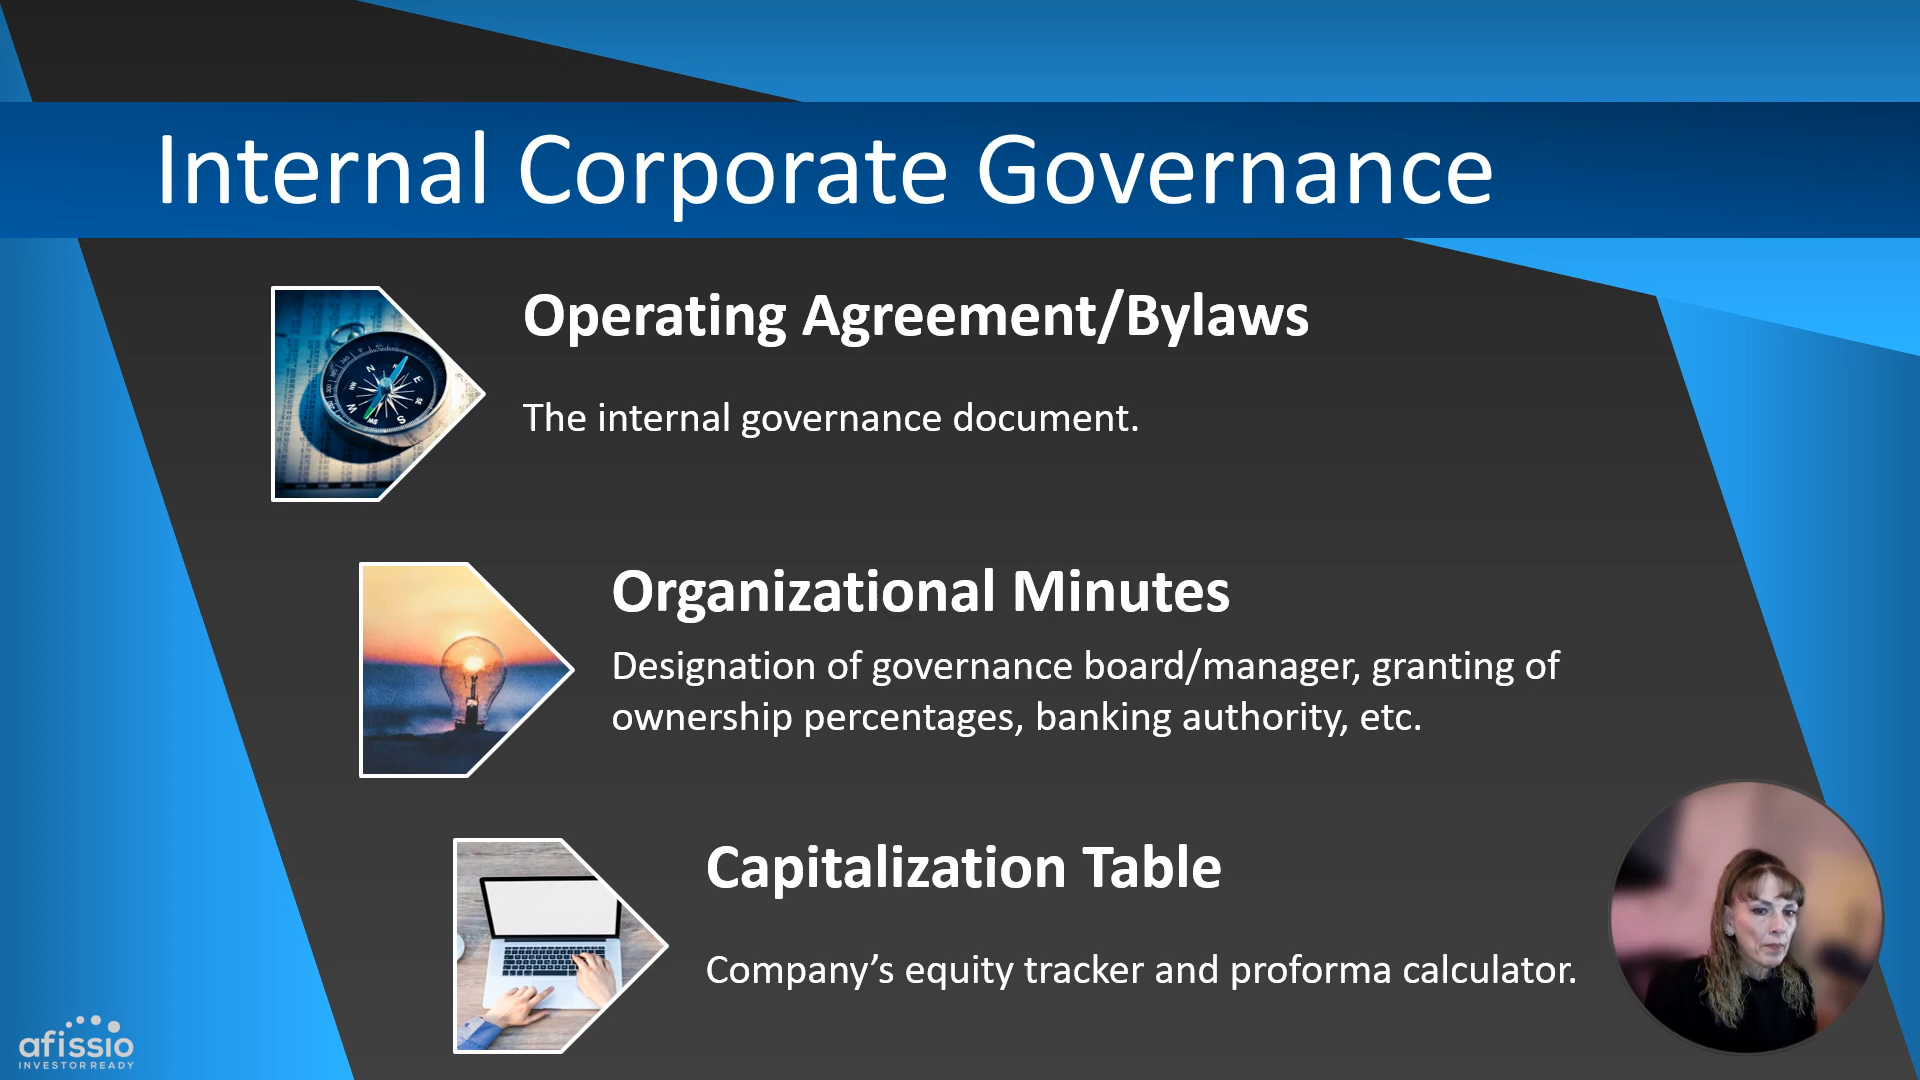 Internal Corporate Governance
Operating Agreement/Bylaws
The internal governance document.
Organizational Minutes
Designation of governance board/manager, granting of
ownership percentages, banking authority, etc.
Capitalization Table
Company’s equity tracker and proforma calculator.
afissio
INVESTOR READY